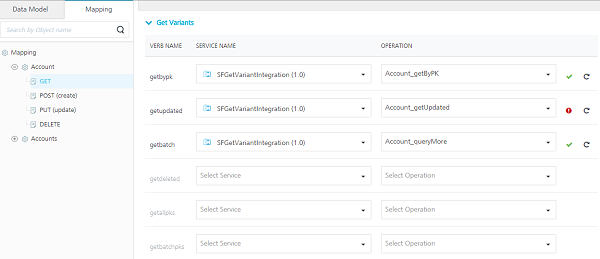 Data Model Mapping
Search by Object name
Mapping
Account
GET
POST (create)
PUT (update)
DELETE
Accounts
Get Variants
VERB NAME SERVICE NAME OPERATION
getbypk SFGetVariantIntegration (1.0) Account_getByPK
getupdated SFGetVariantIntegration (1.0) Account_getUpdated
getbatch SFGetVariantIntegration (1.0) Account_queryMore
getdeleted Select Service Select Operation
getallpks Select Service Select Operation
getbatchpks Select Service Select Operation